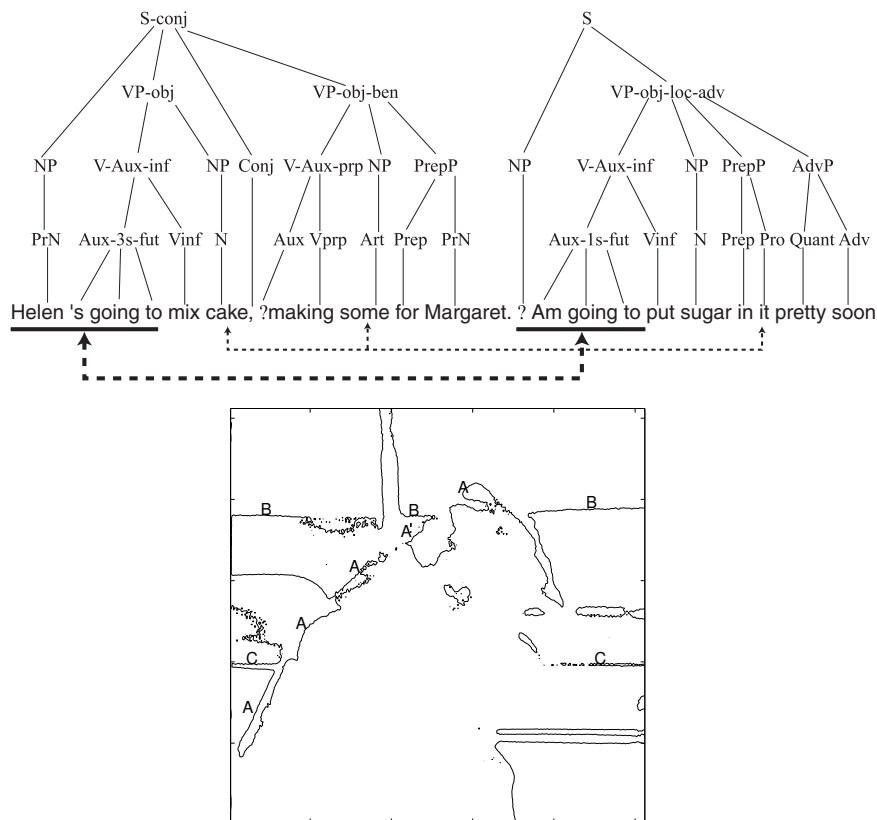 S-conj S
VP-obj VP-obj-ben VP-obj-loc-adv
NP V-Aux-inf NP Conj V-Aux-prp NP PrepP NP V-Aux-inf NP PrepP AdvP
PrN Aux-3s-fut Vinf N Aux Vprp Art Prep PrN Aux-1s-fut Vinf N Prep Pro Quant Adv
Helen 's going to mix cake, ?making some for Margaret. ? Am going to put sugar in it pretty soon
A
B B B
A
A
A
C C
A